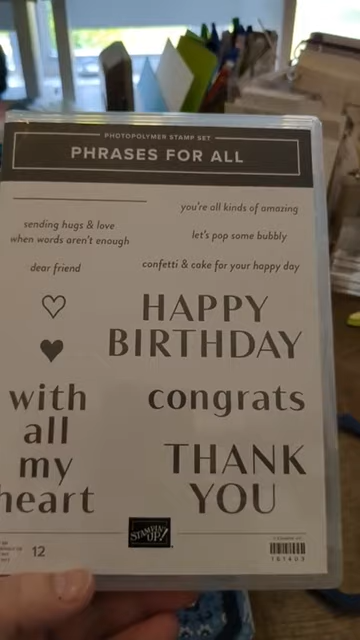 PHOTOPOLYMER STAMP SET
PHRASES FOR ALL
you're all kinds of amazing
sending hugs & love
when words aren't enough
let's pop some bubbly
dear friend
confetti & cake for your happy day
HAPPY
BIRTHDAY
with
all
my
heart
congrats
THANK
YOU
STAMPIN' UP!
12
161403